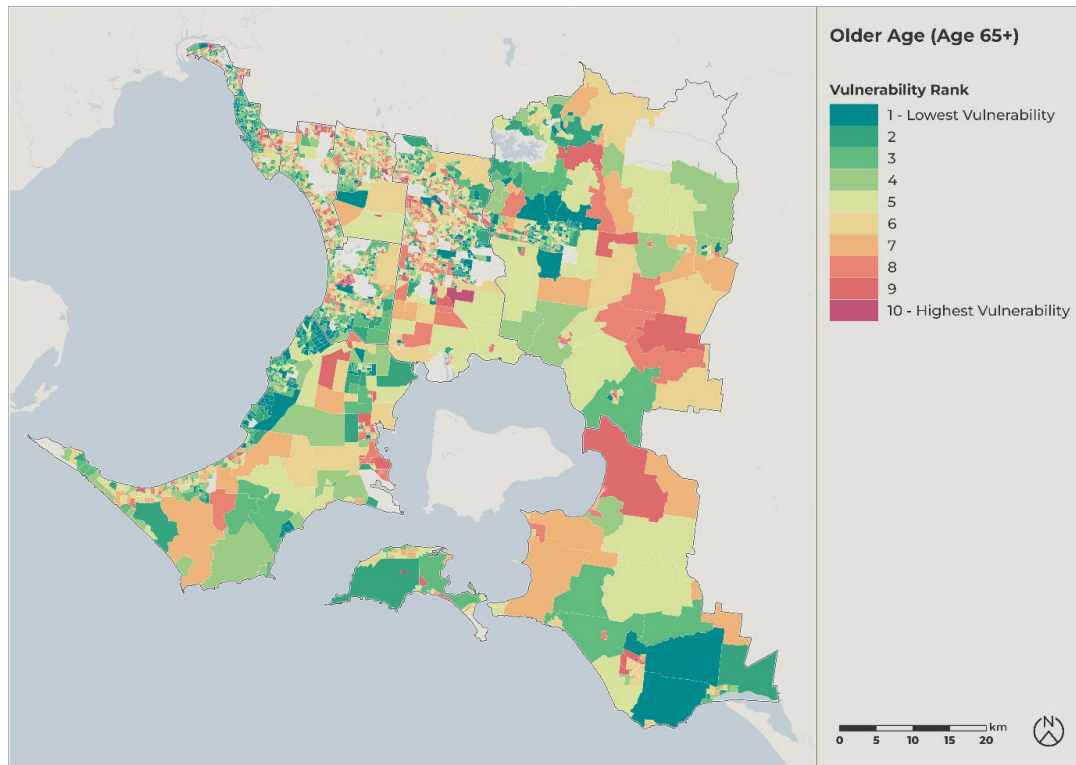 Older Age (Age 65+)
Vulnerability Rank
1 - Lowest Vulnerability
2
3
4
5
6
7
8
9
10 - Highest Vulnerability
km
0 5 10 15 20
N